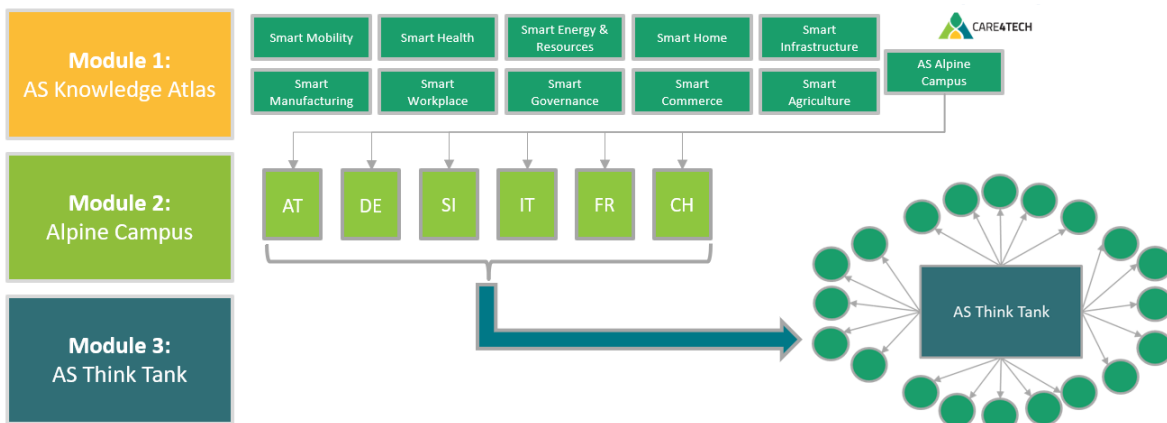 Module 1:
AS Knowledge Atlas
Smart Mobility
Smart Health
Smart Energy &
Resources
Smart Home
Smart
Infrastructure
CARE4TECH
Smart
Manufacturing
Smart
Workplace
Smart
Governance
Smart
Commerce
Smart
Agriculture
AS Alpine
Campus
Module 2:
Alpine Campus
AT
DE
SI
IT
FR
CH
Module 3:
AS Think Tank
AS Think Tank